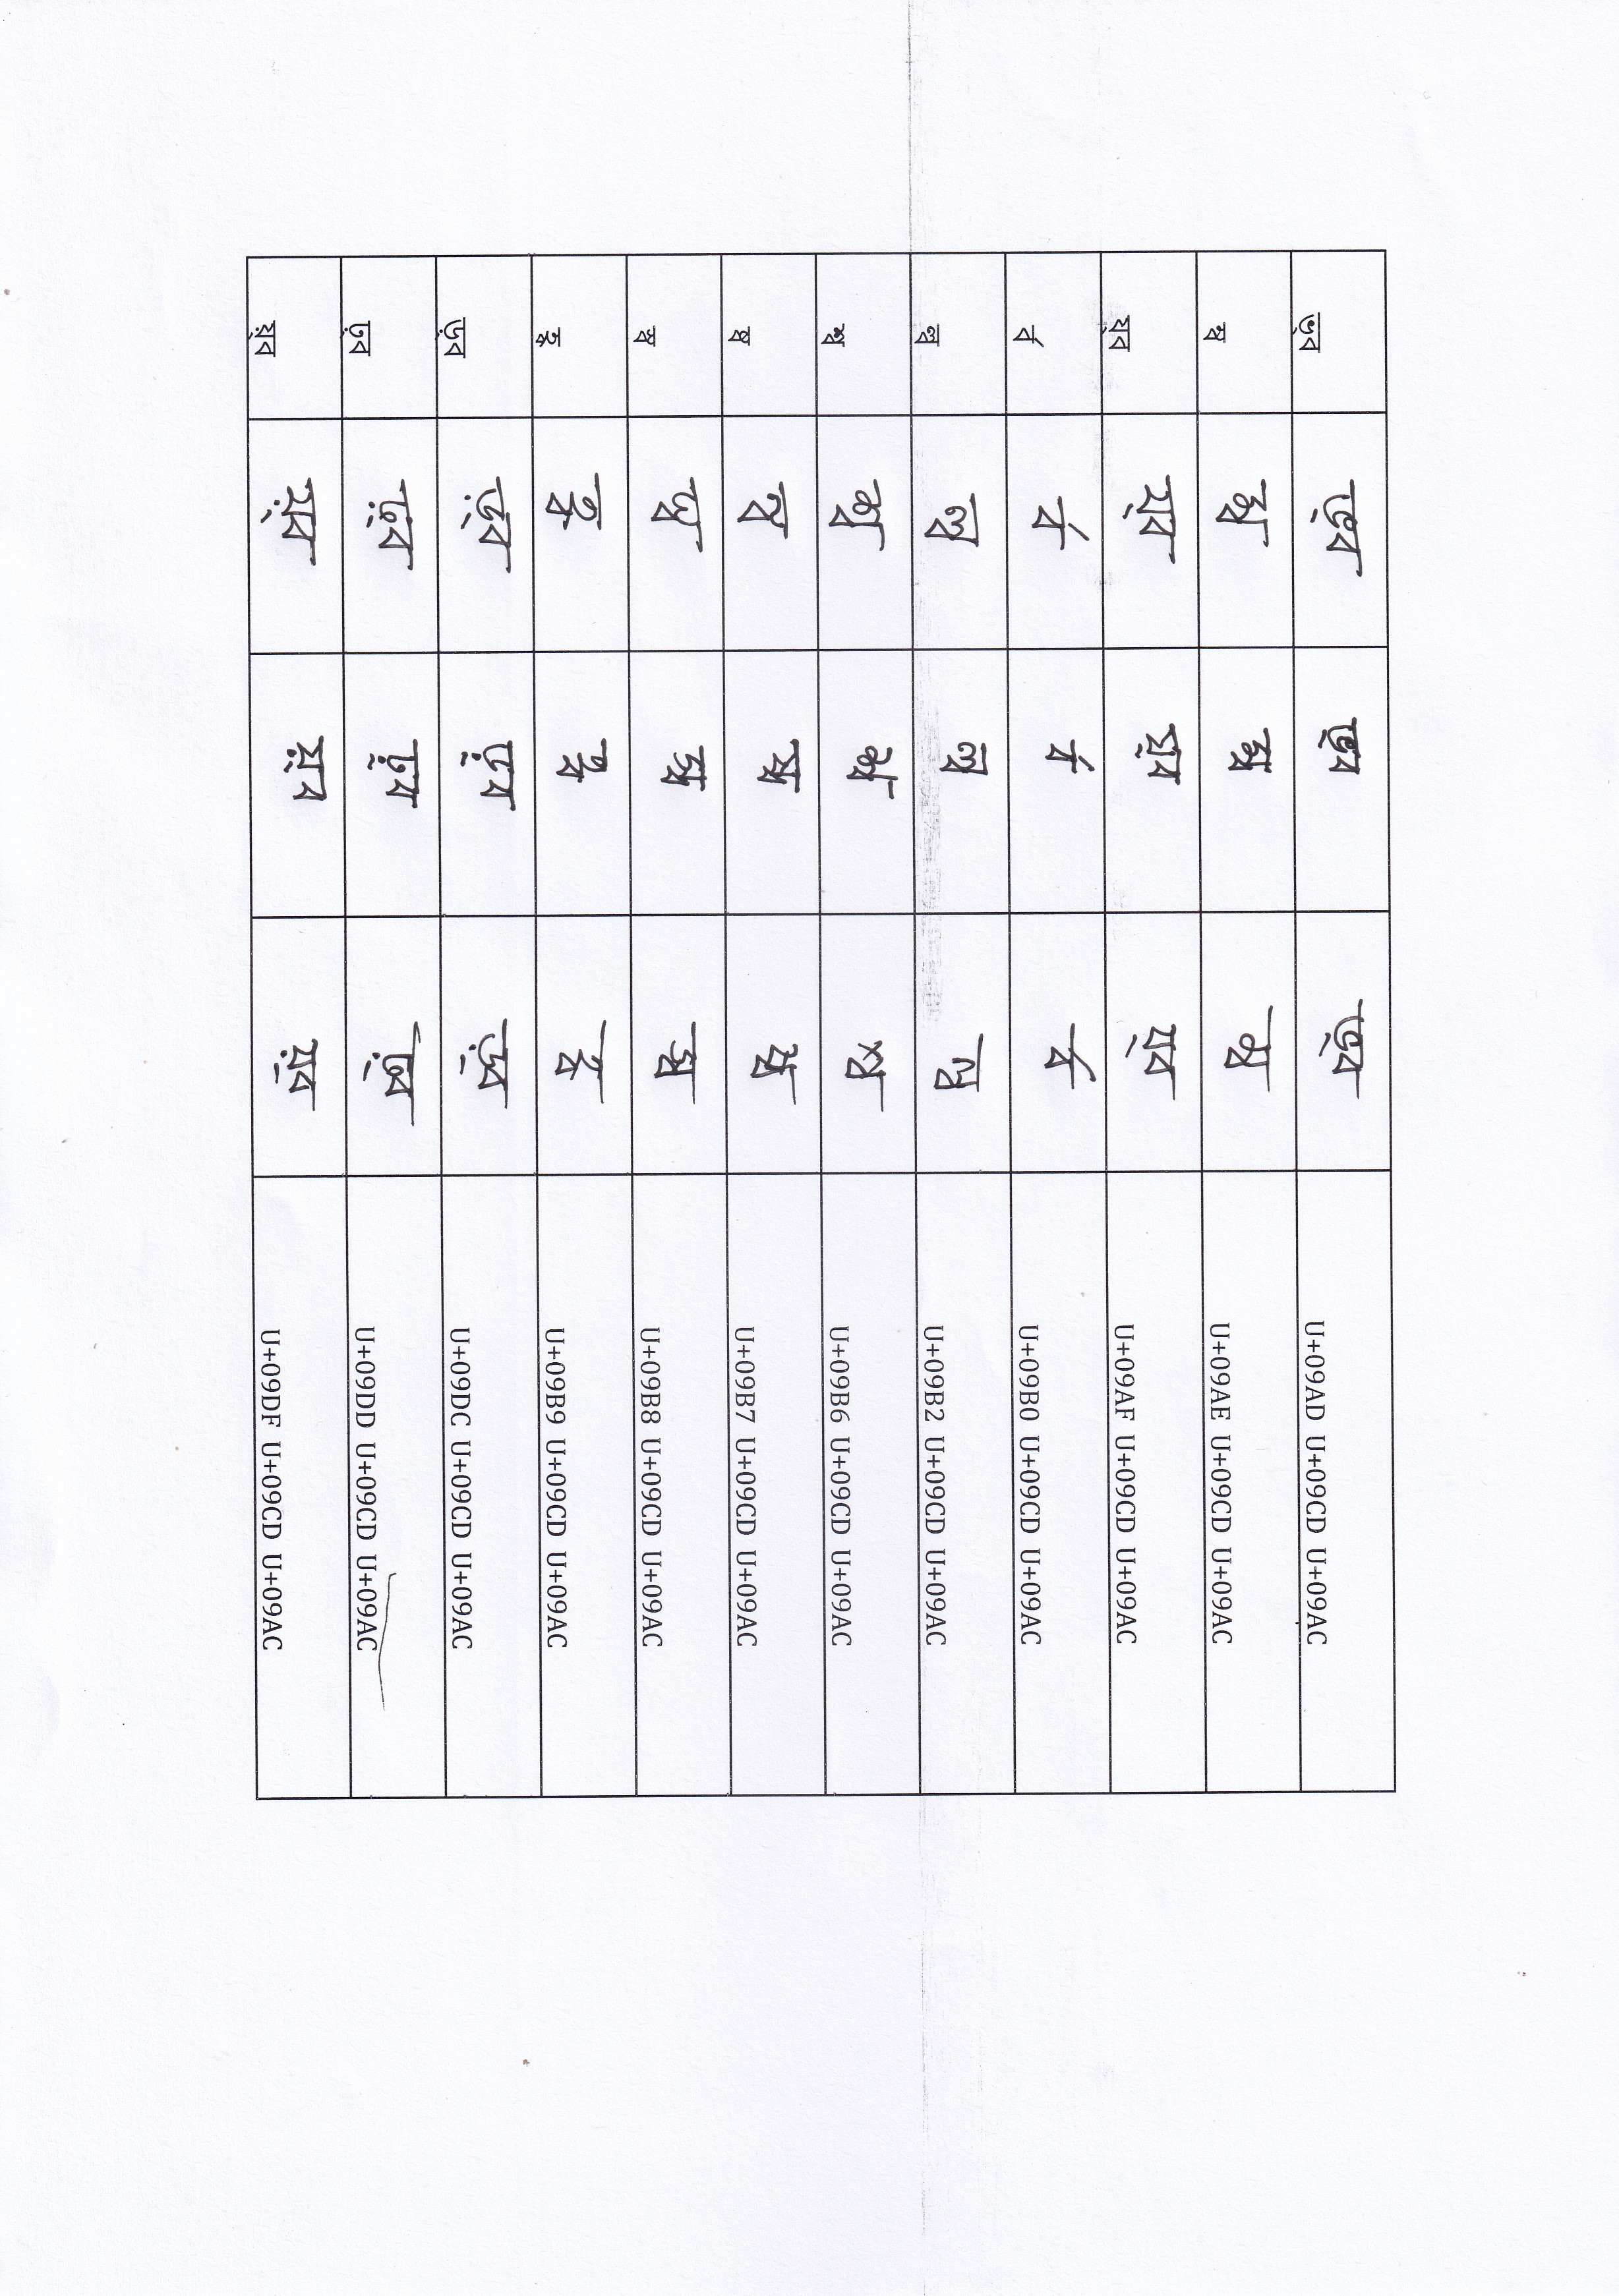 ভ্ব ভ্ব ভ্ব ভ্ব U+09AD U+09CD U+09AC
ম্ব ম্ব ম্ব ম্ব U+09AE U+09CD U+09AC
য্ব য্ব য্ব য্ব U+09AF U+09CD U+09AC
র্ব র্ব র্ব র্ব U+09B0 U+09CD U+09AC
ল্ব ল্ব ল্ব ল্ব U+09B2 U+09CD U+09AC
শ্ব শ্ব শ্ব শ্ব U+09B6 U+09CD U+09AC
ষ্ব ষ্ব ষ্ব ষ্ব U+09B7 U+09CD U+09AC
স্ব স্ব স্ব স্ব U+09B8 U+09CD U+09AC
হ্ব হ্ব হ্ব হ্ব U+09B9 U+09CD U+09AC
ড়্ব ড়্ব ড়্ব ড়্ব U+09DC U+09CD U+09AC
ঢ়্ব ঢ়্ব ঢ়্ব ঢ়্ব U+09DD U+09CD U+09AC
য়্ব য়্ব য়্ব য়্ব U+09DF U+09CD U+09AC